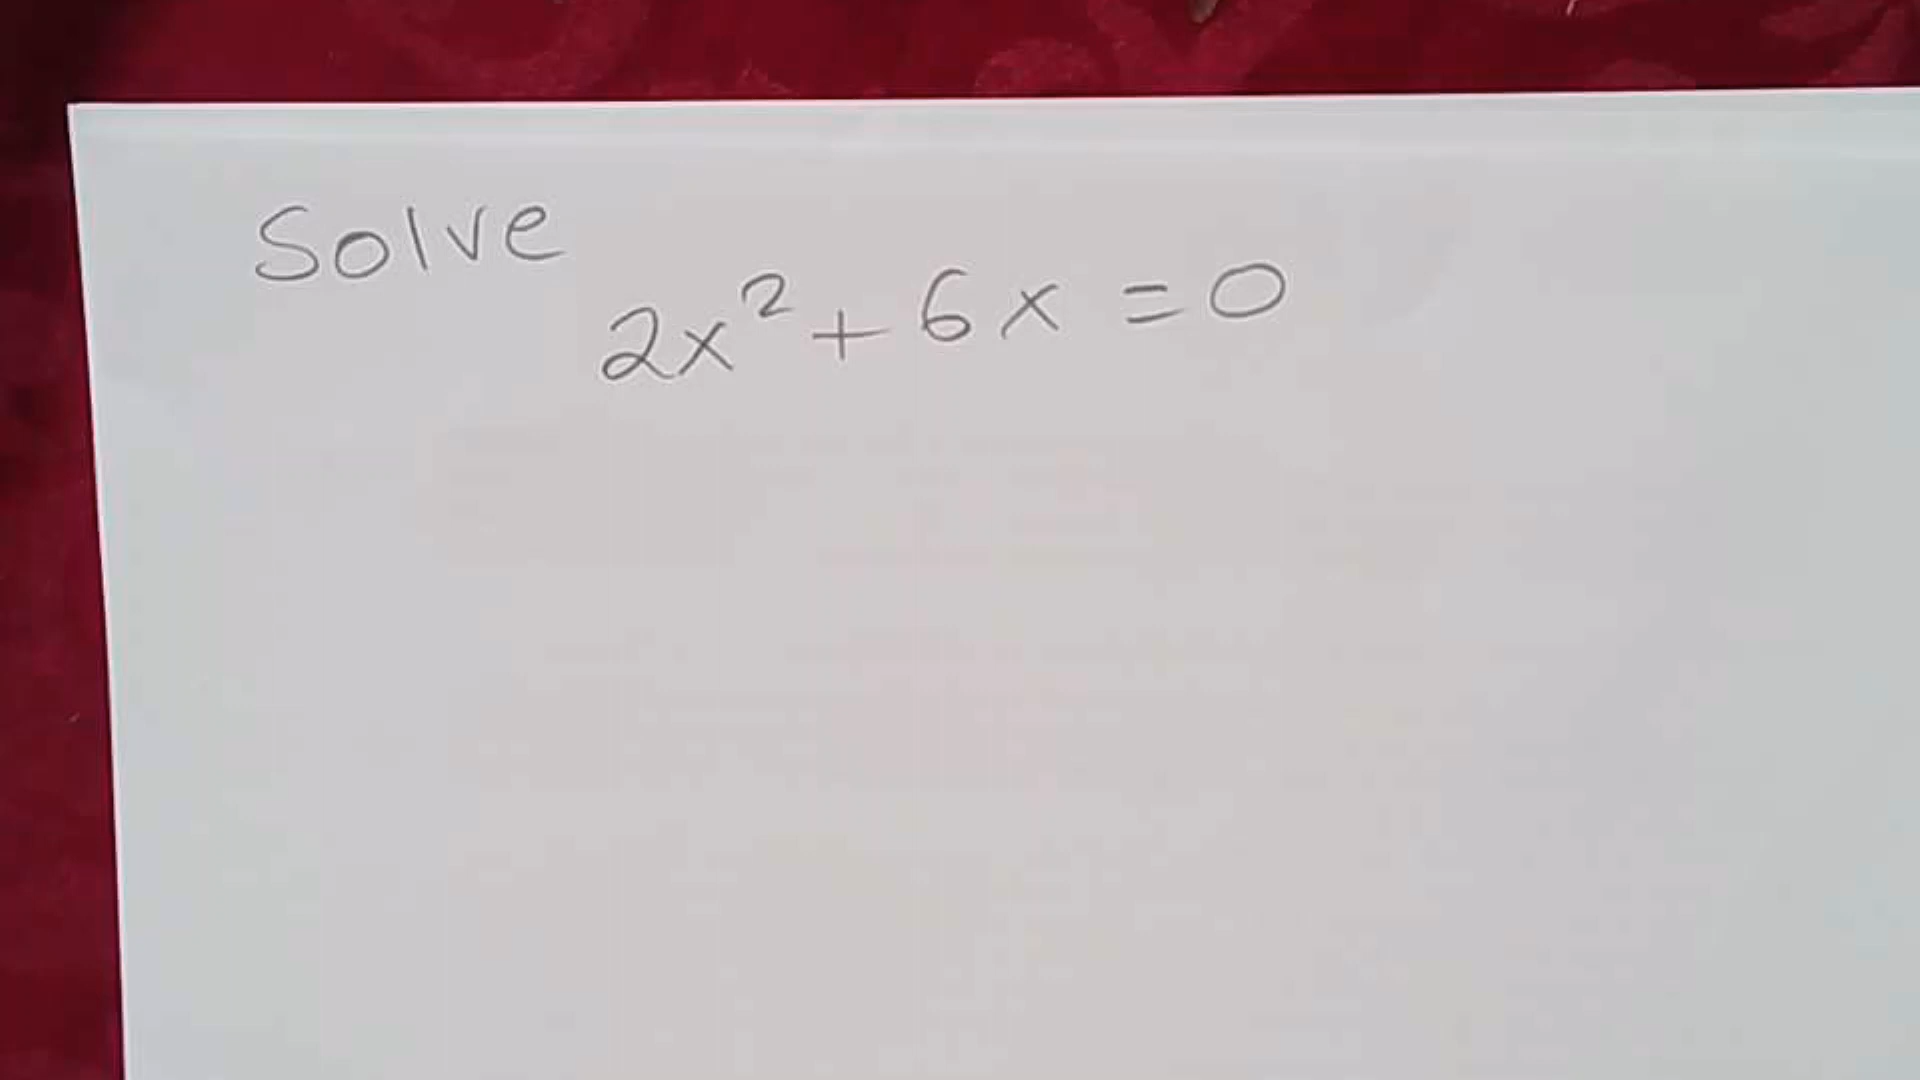 Solve
2x² + 6x = 0